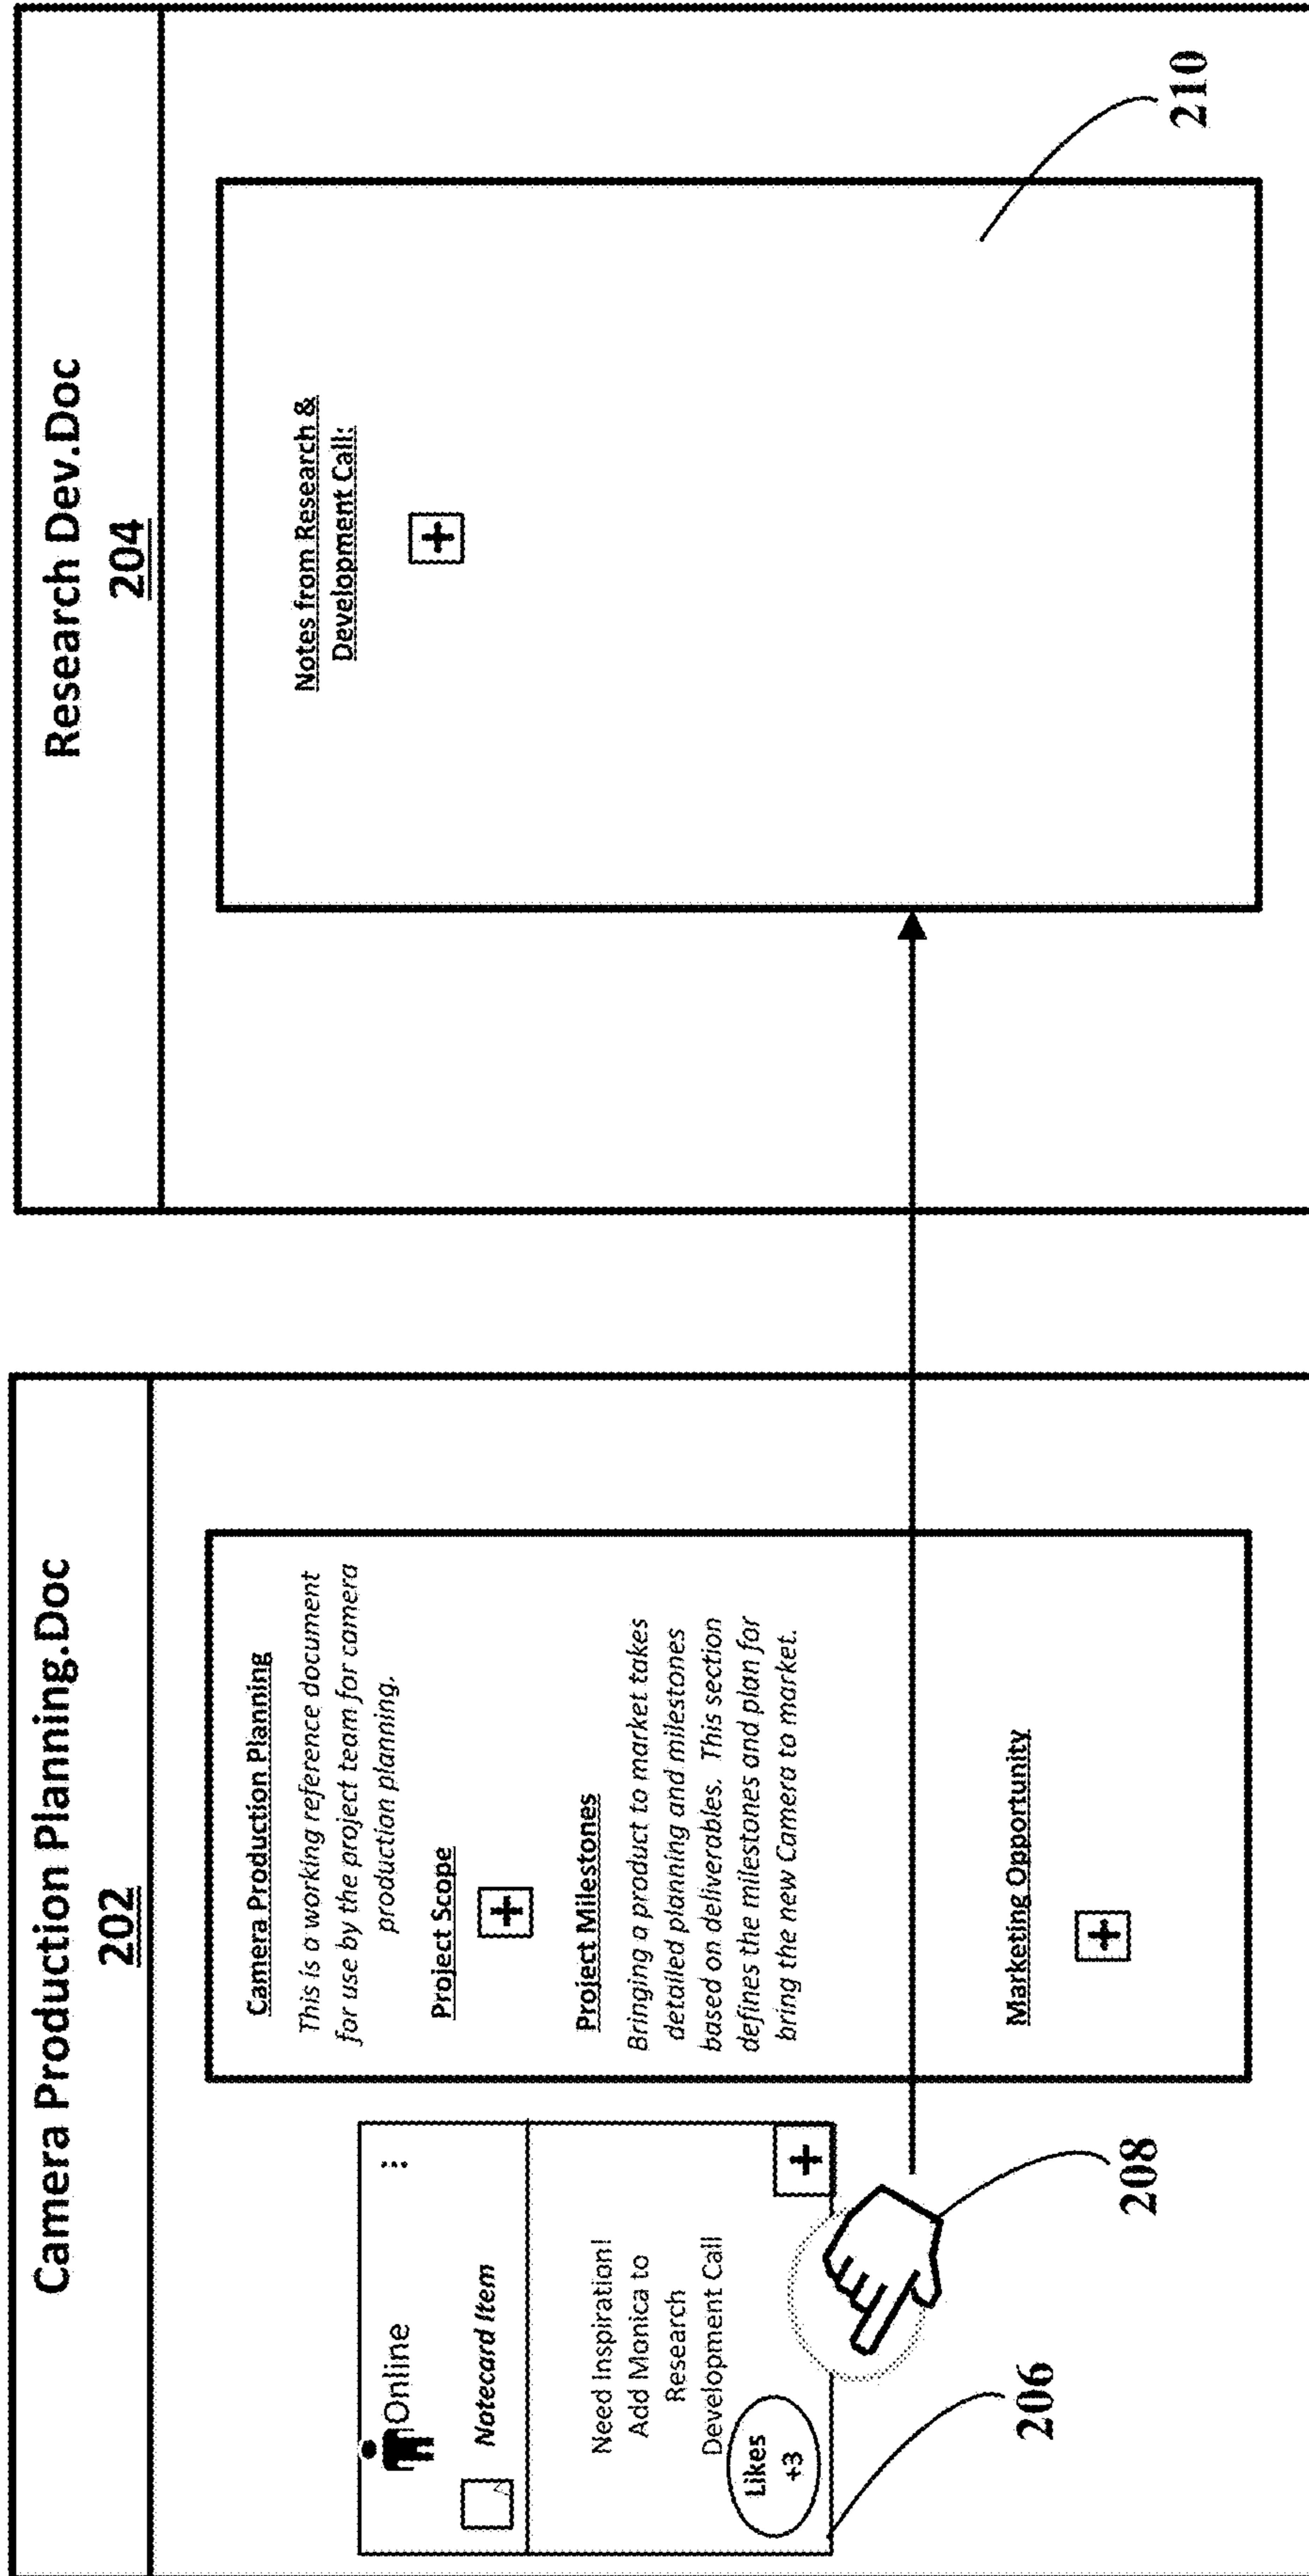 Camera Production Planning.Doc
202
Online
⋮
Notecard Item
Need Inspiration!
Add Monica to
Research
Development Call
Likes
+3
+
206
208
Camera Production Planning
This is a working reference document
for use by the project team for camera
production planning.
Project Scope
+
Project Milestones
Bringing a product to market takes
detailed planning and milestones
based on deliverables. This section
defines the milestones and plan for
bring the new Camera to market.
Marketing Opportunity
+
Research Dev.Doc
204
Notes from Research &
Development Call:
+
210